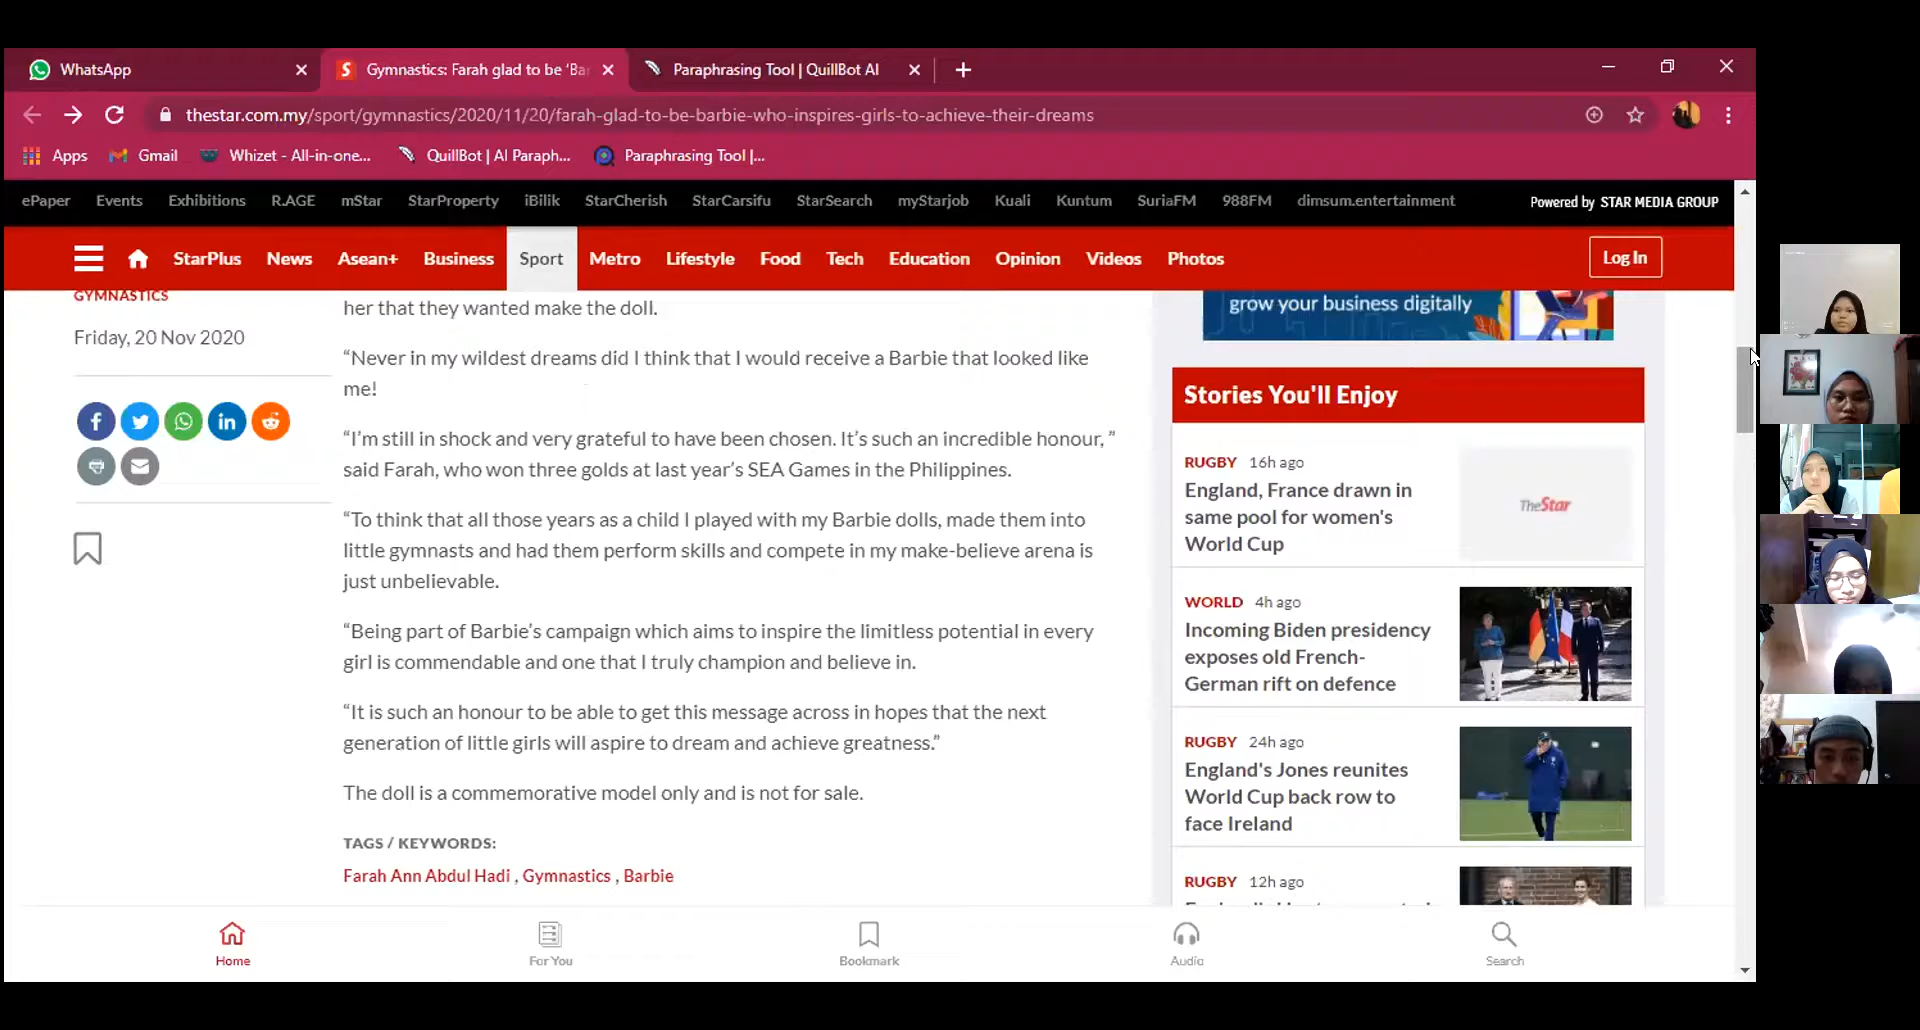 WhatsApp
Gymnastics: Farah glad to be 'Ba
Paraphrasing Tool | QuillBot AI
thestar.com.my/sport/gymnastics/2020/11/20/farah-glad-to-be-barbie-who-inspires-girls-to-achieve-their-dreams
Apps
Gmail
Whizet - All-in-one...
QuillBot | AI Paraph...
Paraphrasing Tool |...
ePaper Events Exhibitions R.AGE mStar StarProperty iBilik StarCherish StarCarsifu StarSearch myStarjob Kuali Kuntum SuriaFM 988FM dimsum.entertainment
Powered by STAR MEDIA GROUP
StarPlus News Asean+ Business Sport Metro Lifestyle Food Tech Education Opinion Videos Photos
Log In
GYMNASTICS
Friday, 20 Nov 2020
her that they wanted make the doll.
“Never in my wildest dreams did I think that I would receive a Barbie that looked like
me!
“I’m still in shock and very grateful to have been chosen. It’s such an incredible honour, ”
said Farah, who won three golds at last year’s SEA Games in the Philippines.
“To think that all those years as a child I played with my Barbie dolls, made them into
little gymnasts and had them perform skills and compete in my make-believe arena is
just unbelievable.
“Being part of Barbie’s campaign which aims to inspire the limitless potential in every
girl is commendable and one that I truly champion and believe in.
“It is such an honour to be able to get this message across in hopes that the next
generation of little girls will aspire to dream and achieve greatness.”
The doll is a commemorative model only and is not for sale.
TAGS / KEYWORDS:
Farah Ann Abdul Hadi , Gymnastics , Barbie
grow your business digitally
Stories You'll Enjoy
RUGBY 16h ago
England, France drawn in
same pool for women's
World Cup
TheStar
WORLD 4h ago
Incoming Biden presidency
exposes old French-
German rift on defence
RUGBY 24h ago
England's Jones reunites
World Cup back row to
face Ireland
RUGBY 12h ago
Home
For You
Bookmark
Audio
Search